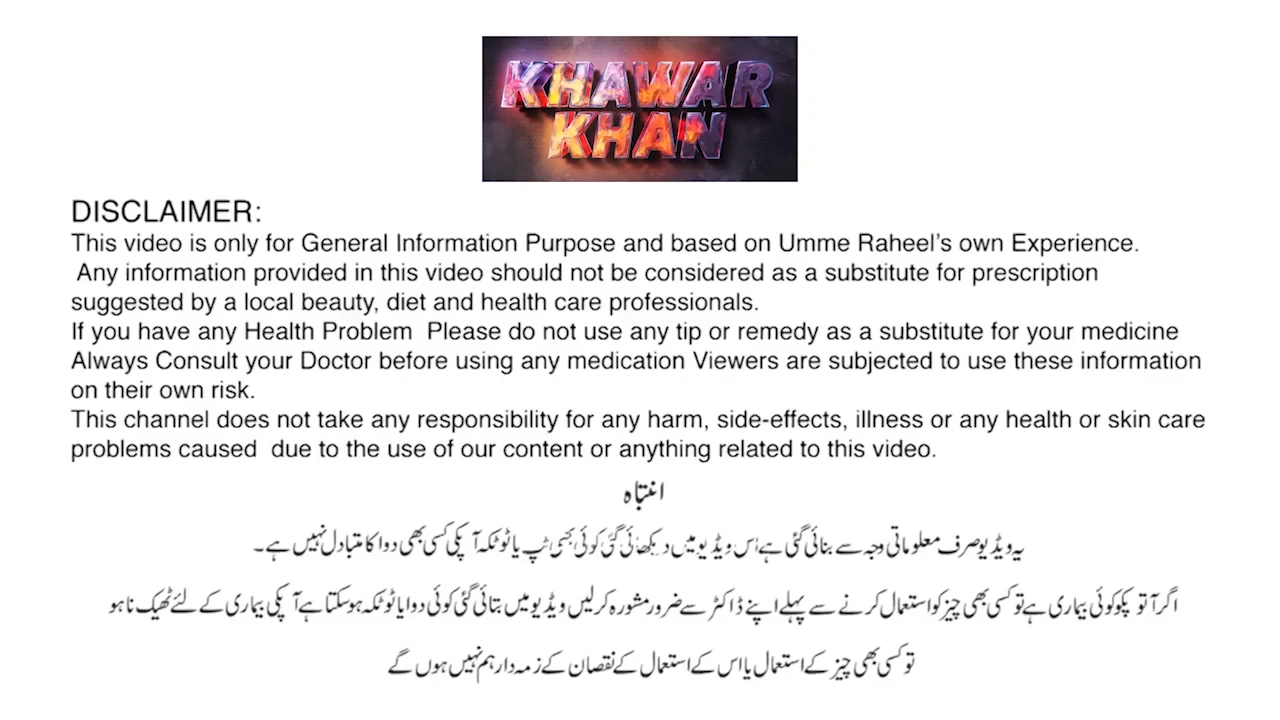 KHAWAR
KHAN
DISCLAIMER:
This video is only for General Information Purpose and based on Umme Raheel's own Experience.
Any information provided in this video should not be considered as a substitute for prescription
suggested by a local beauty, diet and health care professionals.
If you have any Health Problem  Please do not use any tip or remedy as a substitute for your medicine
Always Consult your Doctor before using any medication Viewers are subjected to use these information
on their own risk.
This channel does not take any responsibility for any harm, side-effects, illness or any health or skin care
problems caused  due to the use of our content or anything related to this video.
انتباہ
یہ ویڈیو صرف معلوماتی وجہ سے بنائی گئی ہے اس ویڈیو میں دیکھائی گئی کوئی بھی ٹپ یا ٹوٹکہ آپکی کسی بھی دوا کا متبادل نہیں ہے۔
اگر آ تو پکو کوئی بیماری ہے تو کسی بھی چیز کو استعمال کرنے سے پہلے اپنے ڈاکٹر سے ضرور مشورہ کرلیں ویڈیو میں بتائی گئی کوئی دوا یا ٹوٹکہ ہو سکتا ہے آپکی بیماری کے لئے ٹھیک نا ہو
تو کسی بھی چیز کے استعمال یا اس کے استعمال کے نقصان کے زمہ دار ہم نہیں ہوں گے